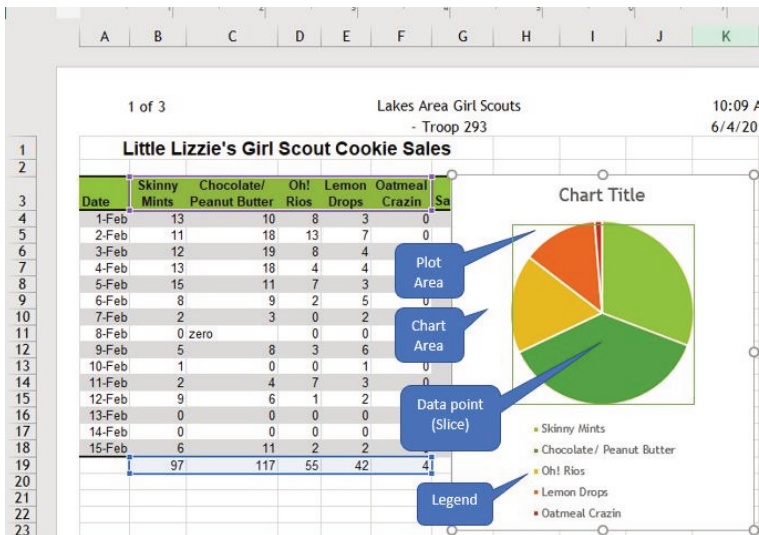 A B C D E F G H I J K
1 of 3 Lakes Area Girl Scouts 10:09 A
- Troop 293 6/4/20
1 Little Lizzie's Girl Scout Cookie Sales
2
Skinny Chocolate/ Oh! Lemon Oatmeal
3 Date Mints Peanut Butter Rios Drops Crazin Sa
4 1-Feb 13 10 8 3
5 2-Feb 11 18 13 7 0
6 3-Feb 12 19 8 4
7 4-Feb 13 18 4 4
8 5-Feb 15 11 7 3
9 6-Feb 8 9 2 5 0
10 7-Feb 2 3 0 2
11 8-Feb 0 zero 0 0
12 9-Feb 5 8 3 6
13 10-Feb 1 0 0 1 0
14 11-Feb 2 4 7 3 0
15 12-Feb 9 6 1 2
16 13-Feb 0 0 0 0
17 14-Feb 0 0 0 0
18 15-Feb 6 11 2 2
19 97 117 55 42 4
20
21
22
23
Chart Title
Plot
Area
Chart
Area
Data point
(Slice)
Legend
Skinny Mints
Chocolate/ Peanut Butter
Oh! Rios
Lemon Drops
Oatmeal Crazin